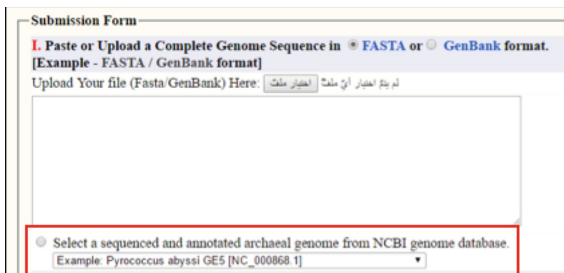 Submission Form
I. Paste or Upload a Complete Genome Sequence in FASTA or GenBank format.
[Example - FASTA / GenBank format]
Upload Your file (Fasta/GenBank) Here: اختيار ملف لم يتمّ اختيار أيّ ملفّ
Select a sequenced and annotated archaeal genome from NCBI genome database.
Example: Pyrococcus abyssi GE5 [NC_000868.1]